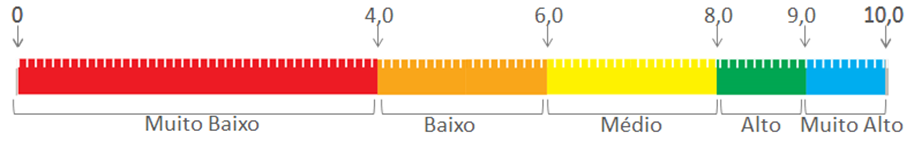 0 4,0 6,0 8,0 9,0 10,0
Muito Baixo Baixo Médio Alto Muito Alto